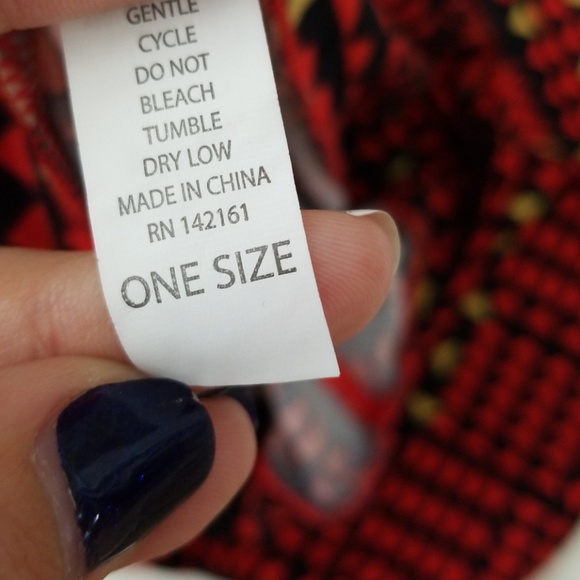 GENTLE
CYCLE
DO NOT
BLEACH
TUMBLE
DRY LOW
MADE IN CHINA
RN 142161
ONE SIZE